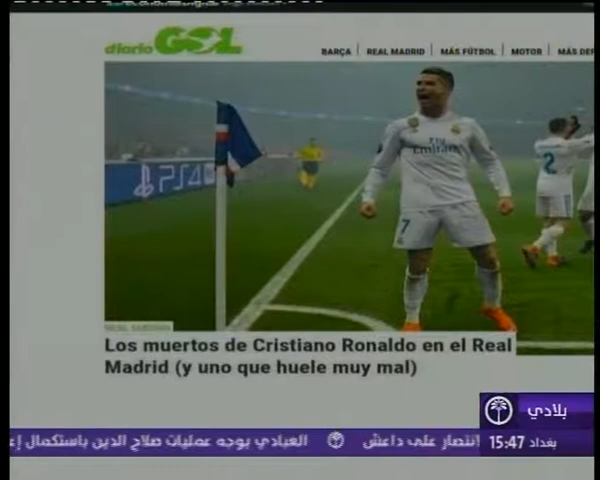 diario GOL
BARÇA | REAL MADRID | MÁS FÚTBOL | MOTOR | MÁS DEP
PS4
Fly
Emirates
7
2
REAL MADRID
Los muertos de Cristiano Ronaldo en el Real
Madrid (y uno que huele muy mal)
بلادي
بغداد 15:47
إنتصار على داعش العبادي يوجه عمليات صلاح الدين باستكمال إع